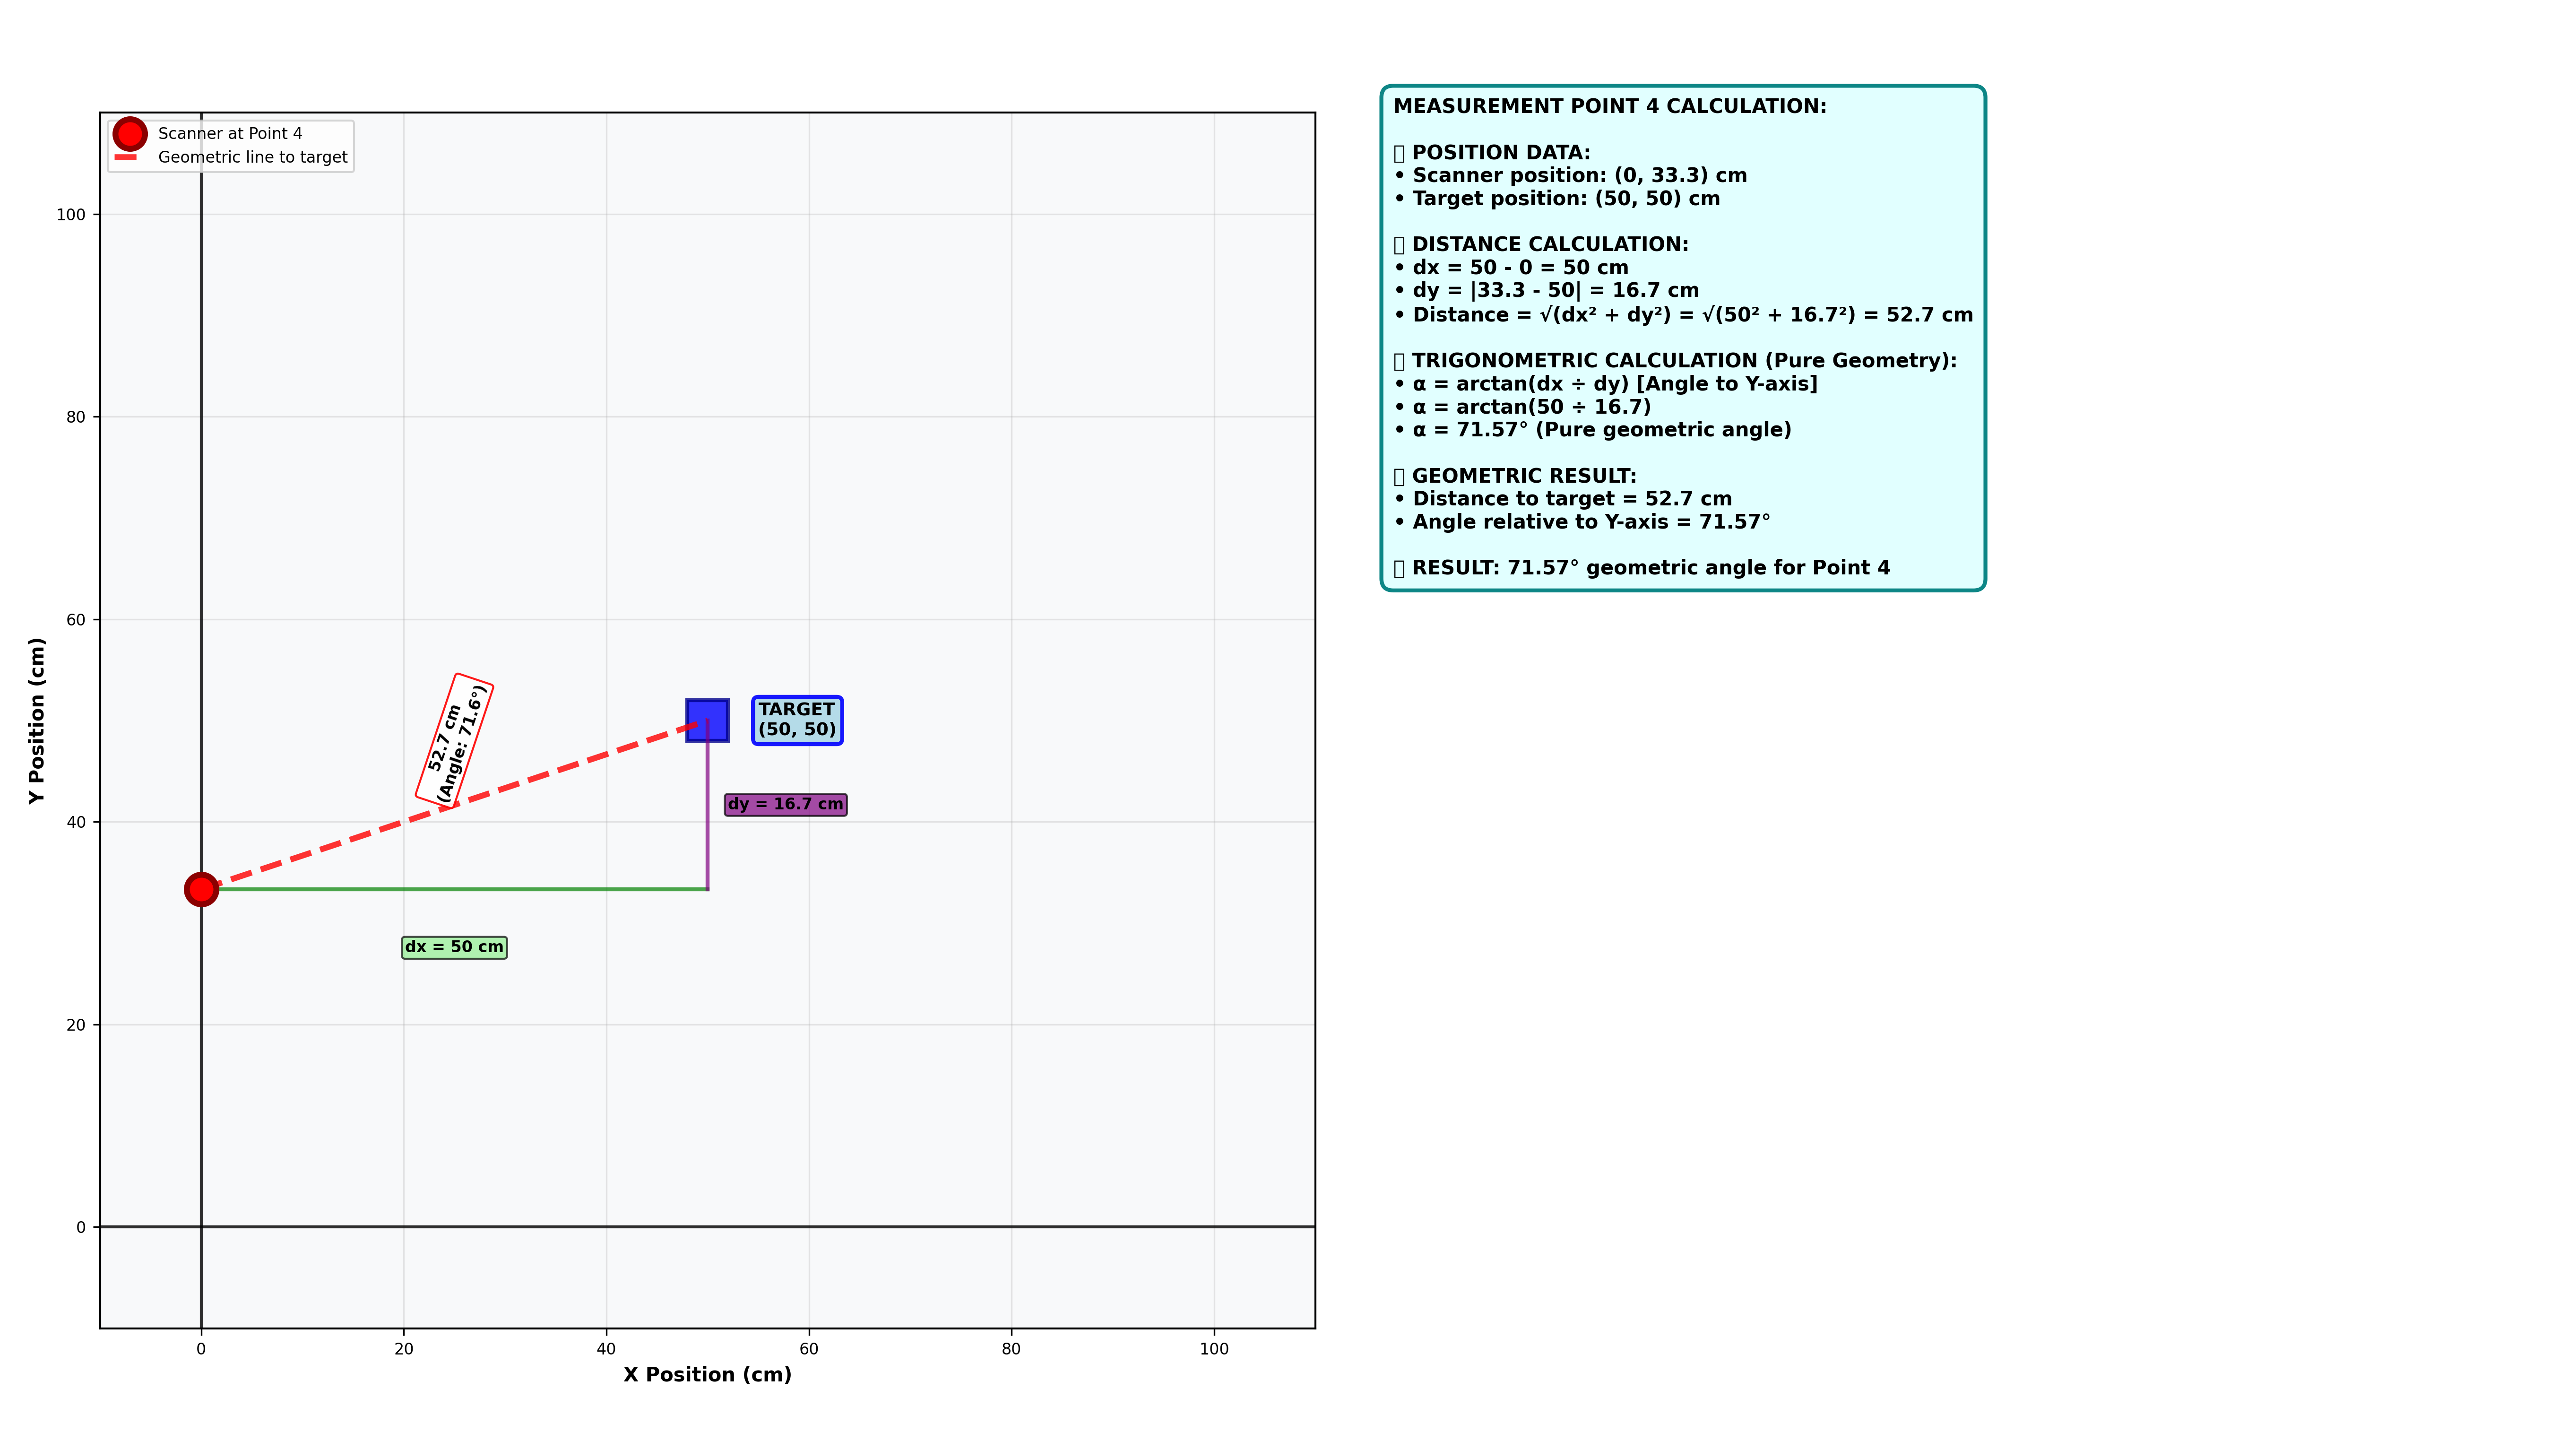 Scanner at Point 4
Geometric line to target
100
80
60
40
20
0
Y Position (cm)
0
20
40
60
80
100
X Position (cm)
52.7 cm
(Angle: 71.6°)
TARGET
(50, 50)
dy = 16.7 cm
dx = 50 cm
MEASUREMENT POINT 4 CALCULATION:
POSITION DATA:
• Scanner position: (0, 33.3) cm
• Target position: (50, 50) cm
DISTANCE CALCULATION:
• dx = 50 - 0 = 50 cm
• dy = |33.3 - 50| = 16.7 cm
• Distance = √(dx² + dy²) = √(50² + 16.7²) = 52.7 cm
TRIGONOMETRIC CALCULATION (Pure Geometry):
• α = arctan(dx ÷ dy) [Angle to Y-axis]
• α = arctan(50 ÷ 16.7)
• α = 71.57° (Pure geometric angle)
GEOMETRIC RESULT:
• Distance to target = 52.7 cm
• Angle relative to Y-axis = 71.57°
RESULT: 71.57° geometric angle for Point 4